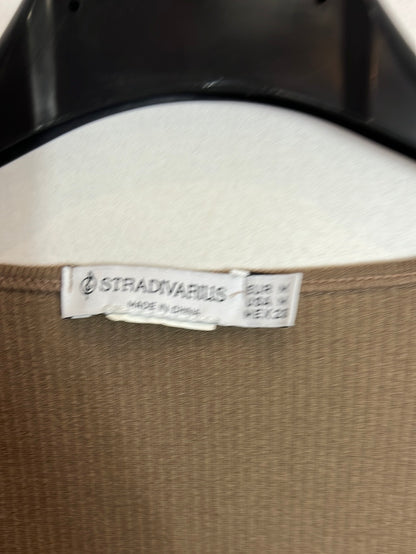 STRADIVARIUS
MADE IN CHINA
EUR M
USA M
MEX 28